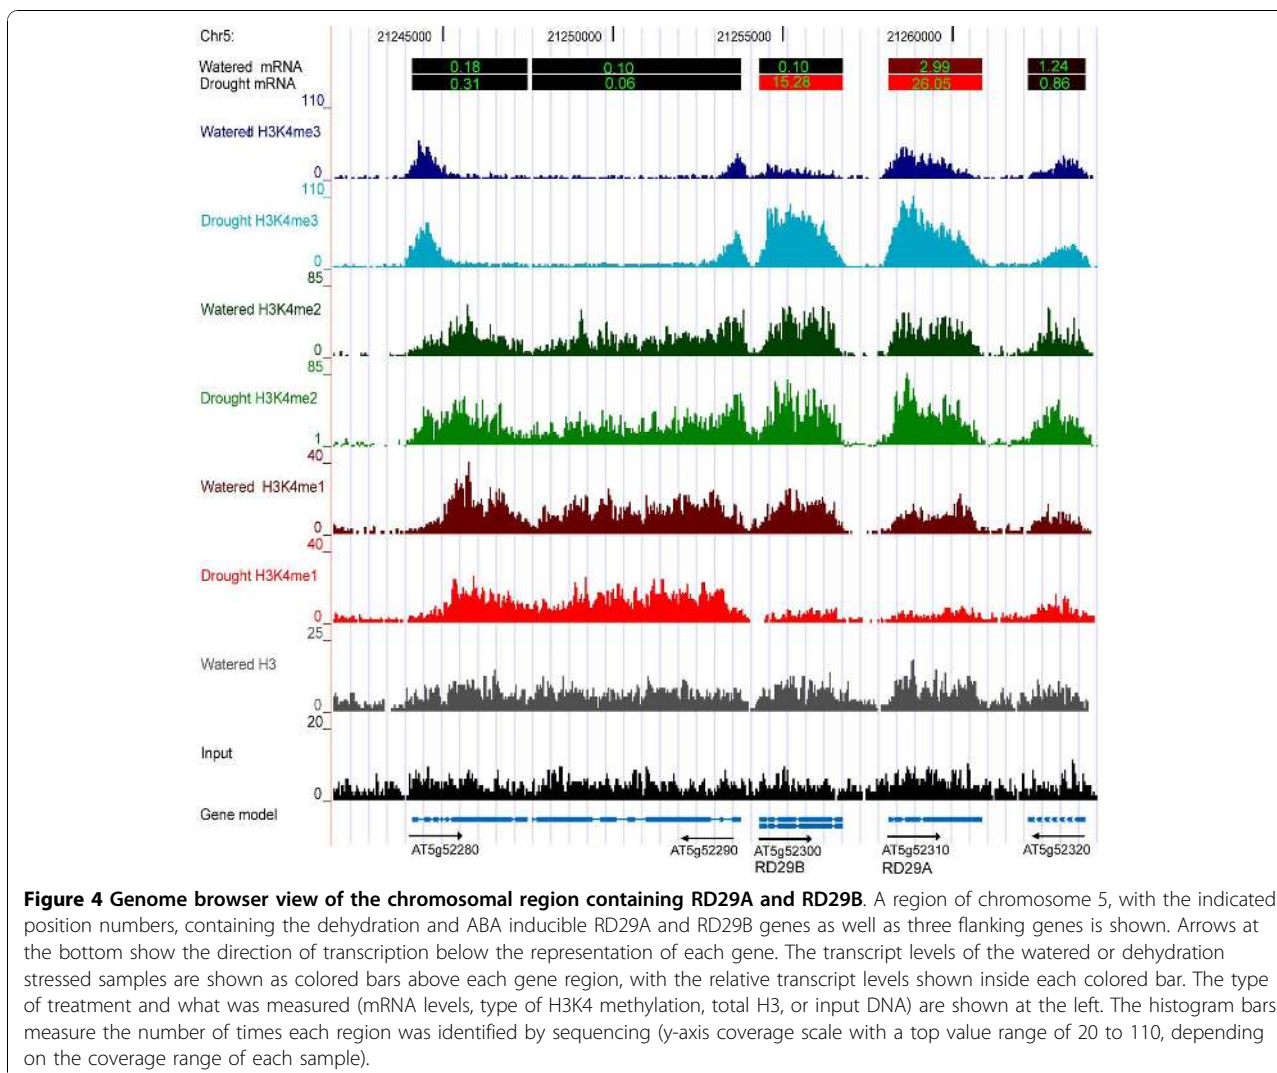 Chr5: 21245000 21250000 21255000 21260000
Watered mRNA 0.18 0.10 0.10 2.99 1.24
Drought mRNA 0.31 0.06 15.28 26.05 0.86
110
Watered H3K4me3
0
110
Drought H3K4me3
0
85
Watered H3K4me2
0
85
Drought H3K4me2
1
40
Watered H3K4me1
0
40
Drought H3K4me1
0
25
Watered H3
0
20
Input
0
Gene model
AT5g52280 AT5g52290 AT5g52300 AT5g52310 AT5g52320
RD29B RD29A
Figure 4 Genome browser view of the chromosomal region containing RD29A and RD29B. A region of chromosome 5, with the indicated
position numbers, containing the dehydration and ABA inducible RD29A and RD29B genes as well as three flanking genes is shown. Arrows at
the bottom show the direction of transcription below the representation of each gene. The transcript levels of the watered or dehydration
stressed samples are shown as colored bars above each gene region, with the relative transcript levels shown inside each colored bar. The type
of treatment and what was measured (mRNA levels, type of H3K4 methylation, total H3, or input DNA) are shown at the left. The histogram bars
measure the number of times each region was identified by sequencing (y-axis coverage scale with a top value range of 20 to 110, depending
on the coverage range of each sample).